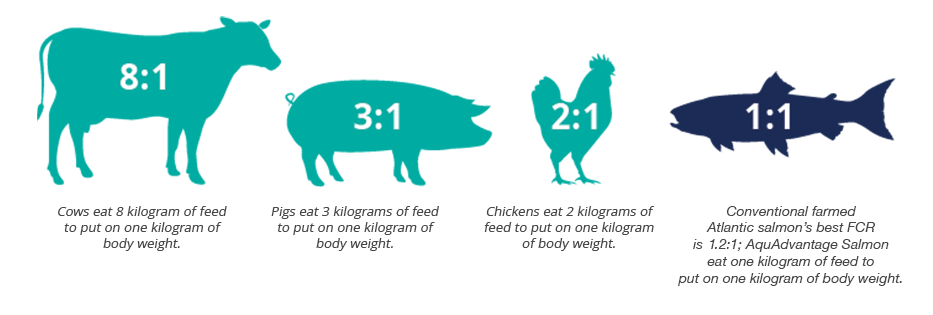 8:1
3:1
2:1
1:1
Cows eat 8 kilogram of feed
to put on one kilogram of
body weight.
Pigs eat 3 kilograms of feed
to put on one kilogram of
body weight.
Chickens eat 2 kilograms of
feed to put on one kilogram
of body weight.
Conventional farmed
Atlantic salmon’s best FCR
is 1.2:1; AquAdvantage Salmon
eat one kilogram of feed to
put on one kilogram of body weight.